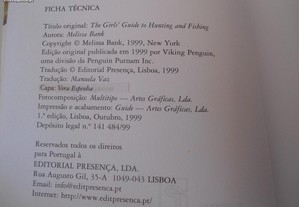 FICHA TÉCNICA
Título original: The Girls' Guide to Hunting and Fishing
Autora: Melissa Bank
Copyright © Melissa Bank, 1999, New York
Edição original publicada em 1999 por Viking Penguin,
uma divisão da Penguin Putnam Inc.
Tradução © Editorial Presença, Lisboa, 1999
Tradução: Manuela Vaz
Capa: Vera Espinha
Fotocomposição: Multitipo — Artes Gráficas, Lda.
Impressão e acabamento: Guide — Artes Gráficas, Lda.
1.ª edição, Lisboa, Outubro, 1999
Depósito legal n.º 141 484/99
Reservados todos os direitos
para Portugal à
EDITORIAL PRESENÇA, LDA.
Rua Augusto Gil, 35-A 1049-043 LISBOA
Email: info@editpresenca.pt
Internet: http://www.editpresenca.pt/